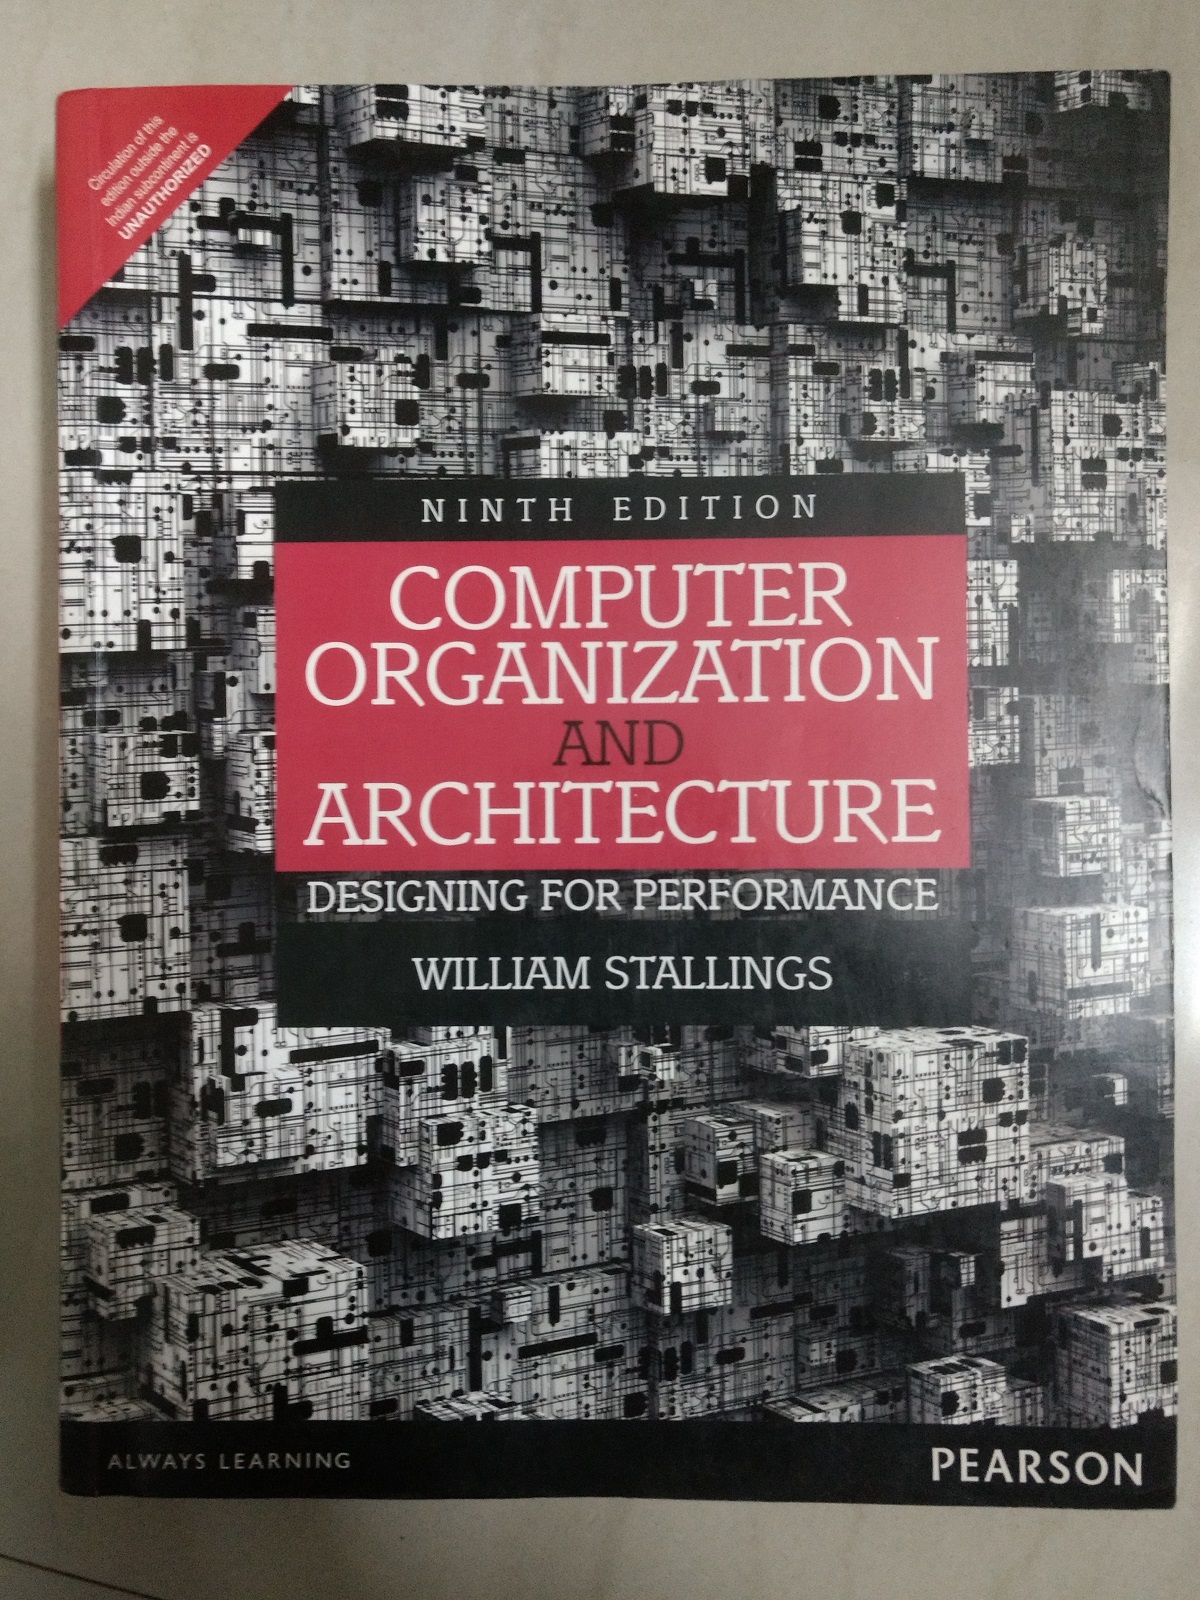 Circulation of this
edition outside the
Indian subcontinent is
UNAUTHORIZED
NINTH EDITION
COMPUTER
ORGANIZATION
AND
ARCHITECTURE
DESIGNING FOR PERFORMANCE
WILLIAM STALLINGS
ALWAYS LEARNING
PEARSON